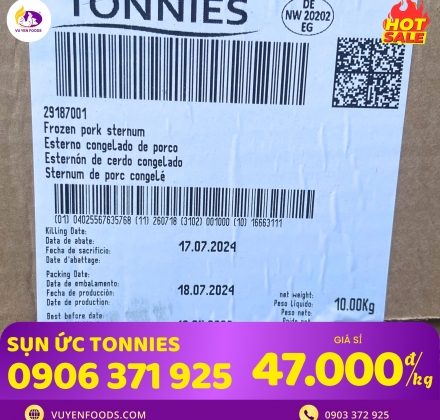 VU YEN FOODS
TONNIES
DE
NW 20202
EG
HOT
SALE
29187001
Frozen pork sternum
Esterno congelado de porco
Esternón de cerdo congelado
Sternum de porc congelé
(01) 04025567635768 (11) 260718 (3102) 001000 (10) 16663111
Killing Date:
Data de abate:
Fecha de sacrificio:
Date d'abattage:
17.07.2024
Packing Date:
Data de embalamento:
Fecha de producción:
Date de production:
18.07.2024
net weight:
Peso líquido:
Peso neto:
10.00Kg
Best before date:
SỤN ỨC TONNIES
0906 371 925
GIÁ SỈ
47.000đ/kg
VUYENFOODS.COM
0903 372 925